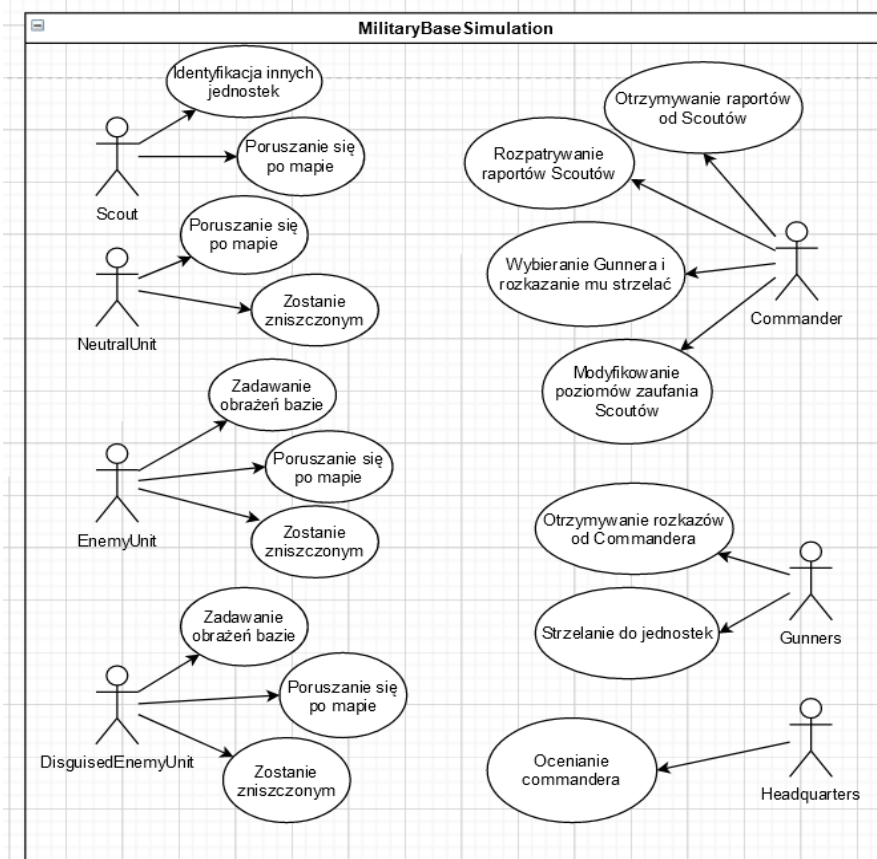 MilitaryBaseSimulation
Identyfikacja innych
jednostek
Poruszanie się
po mapie
Scout
Poruszanie się
po mapie
Zostanie
zniszczonym
NeutralUnit
Zadawanie
obrażeń bazie
Poruszanie się
po mapie
Zostanie
zniszczonym
EnemyUnit
Zadawanie
obrażeń bazie
Poruszanie się
po mapie
Zostanie
zniszczonym
DisguisedEnemyUnit
Otrzymywanie raportów
od Scoutów
Rozpatrywanie
raportów Scoutów
Wybieranie Gunnera i
rozkazanie mu strzelać
Commander
Modyfikowanie
poziomów zaufania
Scoutów
Otrzymywanie rozkazów
od Commandera
Strzelanie do jednostek
Gunners
Ocenianie
commandera
Headquarters